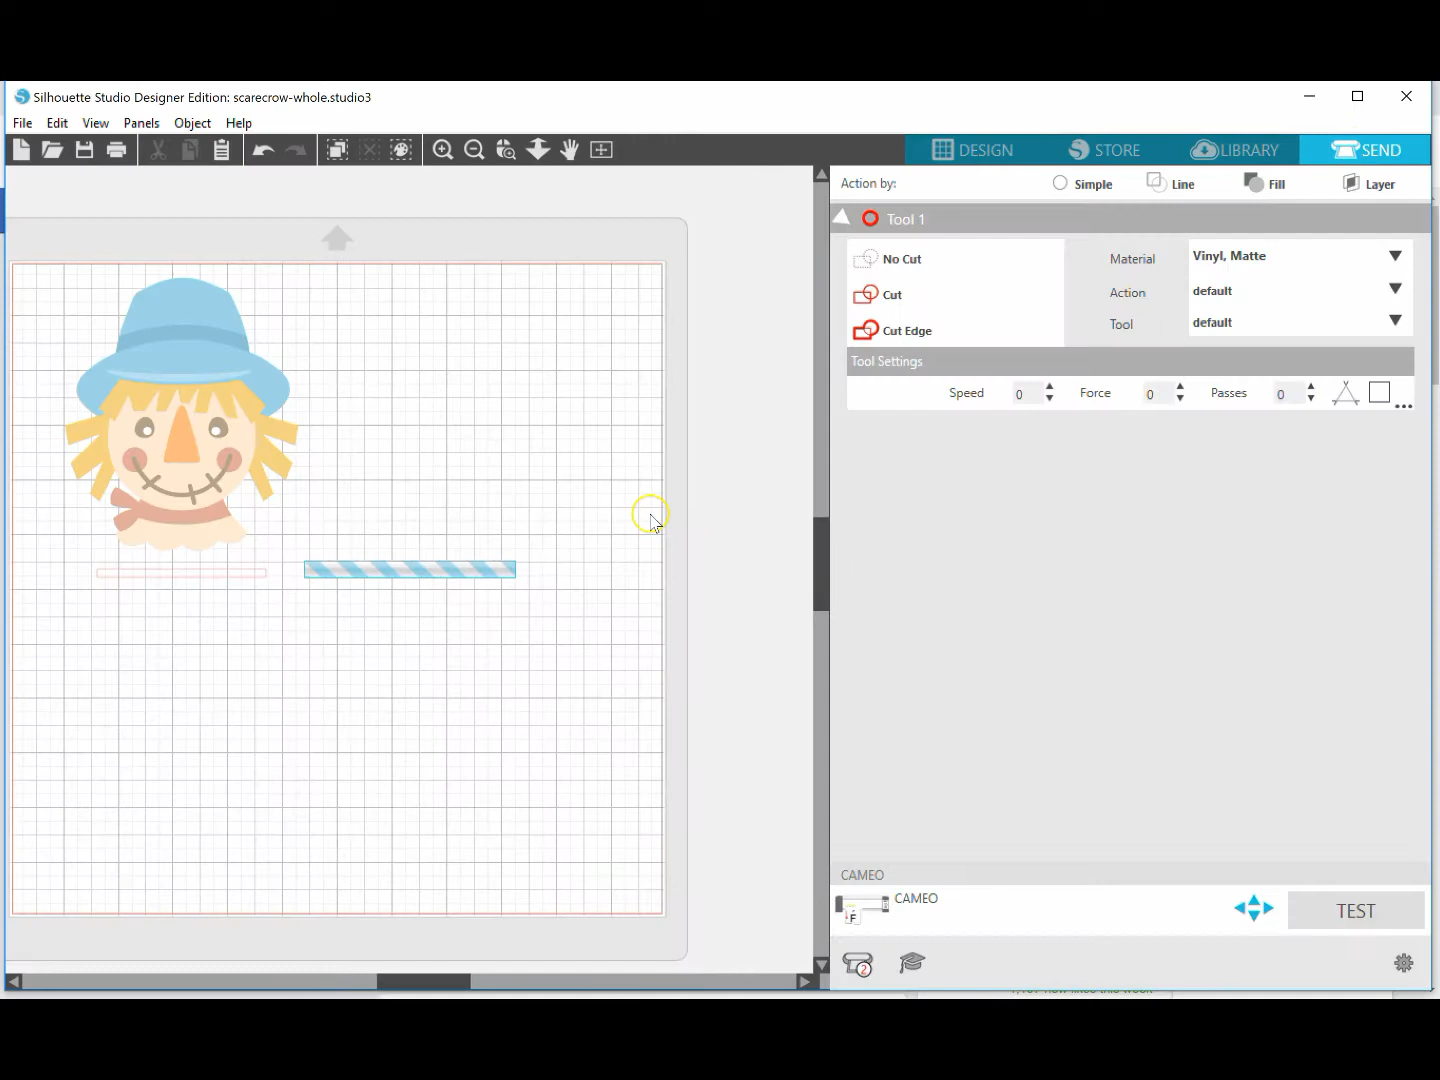 Silhouette Studio Designer Edition: scarecrow-whole.studio3
File Edit View Panels Object Help
DESIGN STORE LIBRARY SEND
Action by: Simple Line Fill Layer
Tool 1
No Cut
Cut
Cut Edge
Material Vinyl, Matte
Action default
Tool default
Tool Settings
Speed 0 Force 0 Passes 0
CAMEO
CAMEO
F
TEST
2